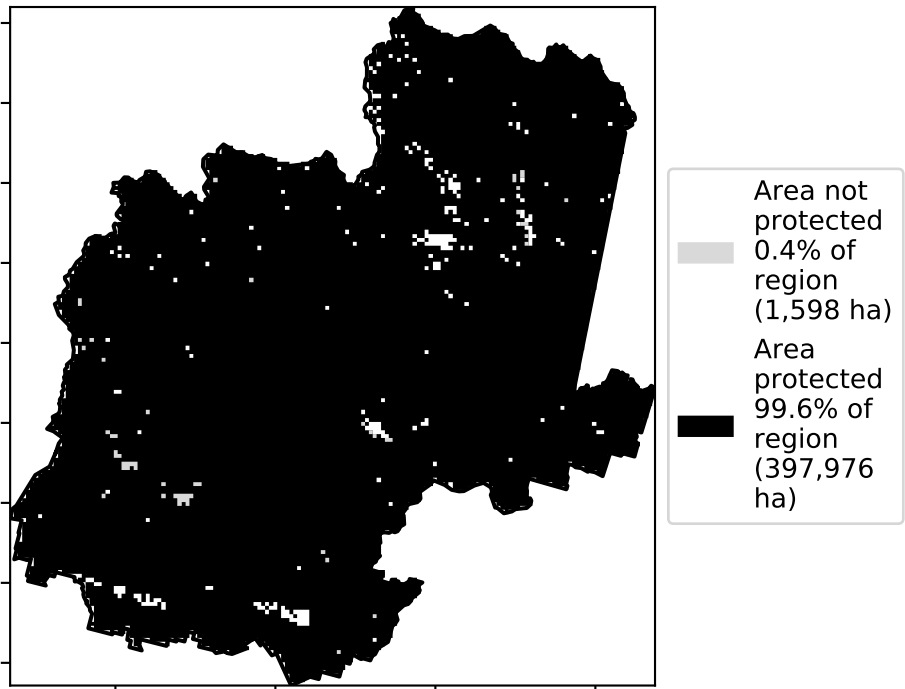 Area not
protected
0.4% of
region
(1,598 ha)
Area
protected
99.6% of
region
(397,976
ha)